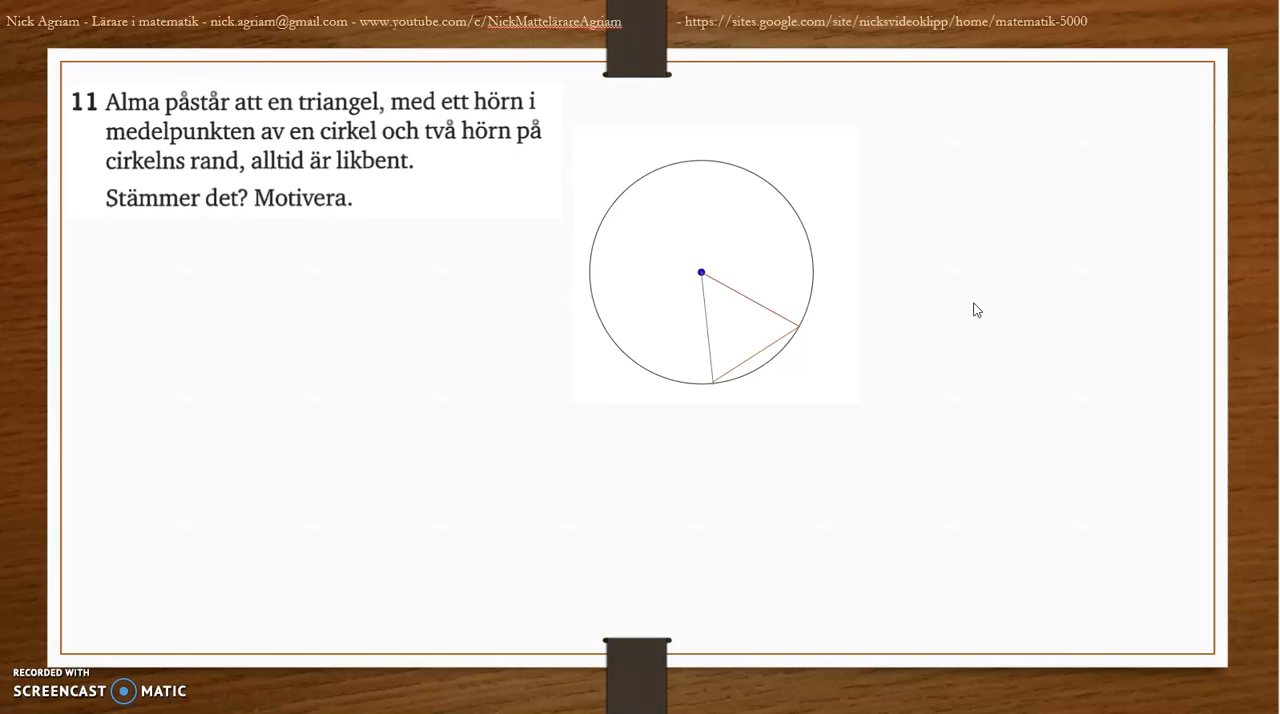 Nick Agriam - Lärare i matematik - nick.agriam@gmail.com - www.youtube.com/c/NickMattelärareAgriam - https://sites.google.com/site/nicksvideoklipp/home/matematik-5000
11 Alma påstår att en triangel, med ett hörn i
medelpunkten av en cirkel och två hörn på
cirkelns rand, alltid är likbent.
Stämmer det? Motivera.
RECORDED WITH
SCREENCAST MATIC